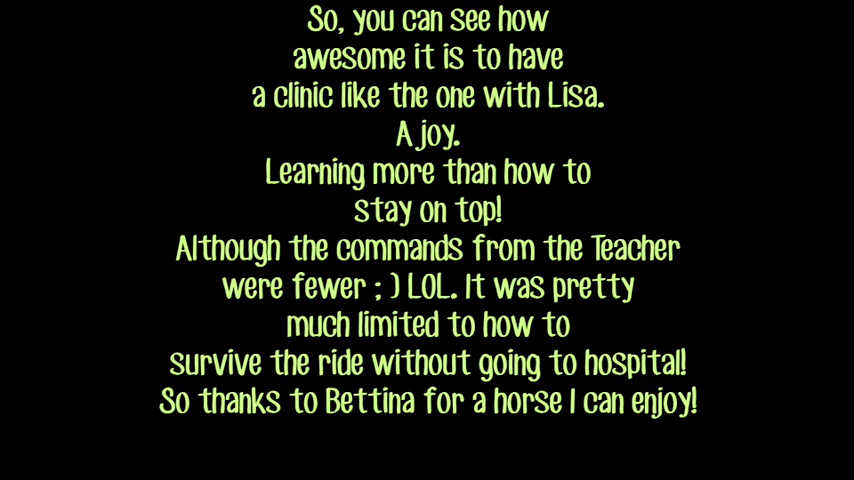 So, you can see how
awesome it is to have
a clinic like the one with Lisa.
A joy.
Learning more than how to
stay on top!
Although the commands from the Teacher
were fewer ; ) LOL. It was pretty
much limited to how to
survive the ride without going to hospital!
So thanks to Bettina for a horse I can enjoy!